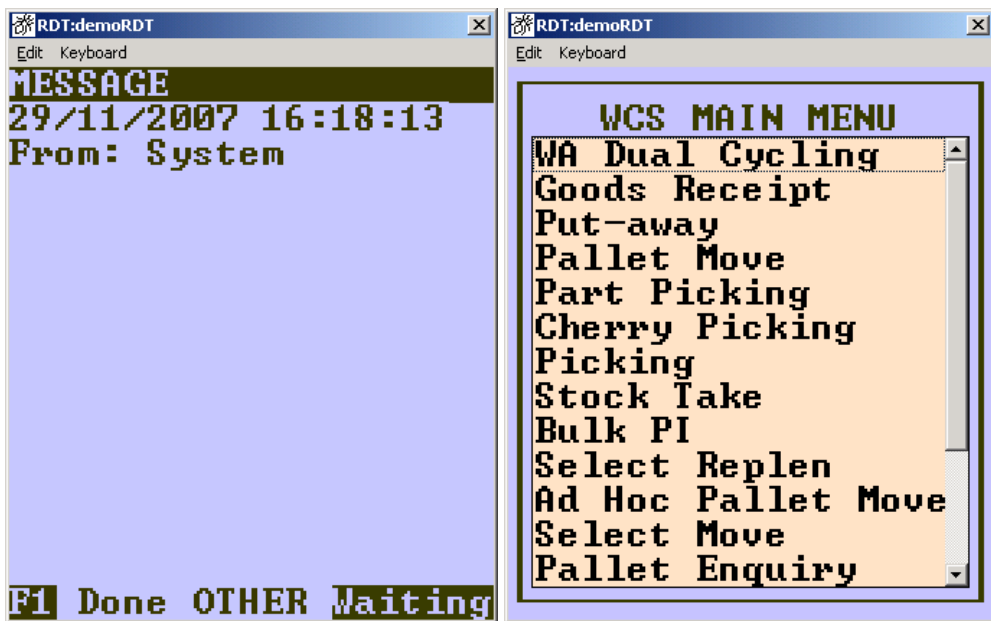 RDT:demoRDT
Edit Keyboard
MESSAGE
29/11/2007 16:18:13
From: System
F1 Done OTHER Waiting
RDT:demoRDT
Edit Keyboard
WCS MAIN MENU
WA Dual Cycling
Goods Receipt
Put-away
Pallet Move
Part Picking
Cherry Picking
Picking
Stock Take
Bulk PI
Select Replen
Ad Hoc Pallet Move
Select Move
Pallet Enquiry